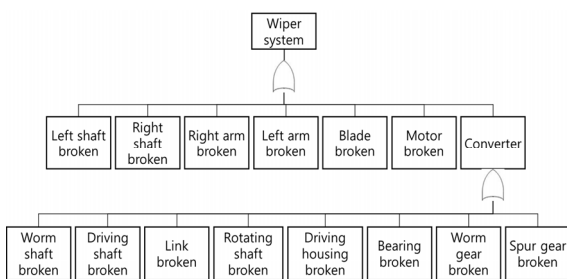 Wiper
system
Left shaft
broken
Right
shaft
broken
Right arm
broken
Left arm
broken
Blade
broken
Motor
broken
Converter
Worm
shaft
broken
Driving
shaft
broken
Link
broken
Rotating
shaft
broken
Driving
housing
broken
Bearing
broken
Worm
gear
broken
Spur gear
broken